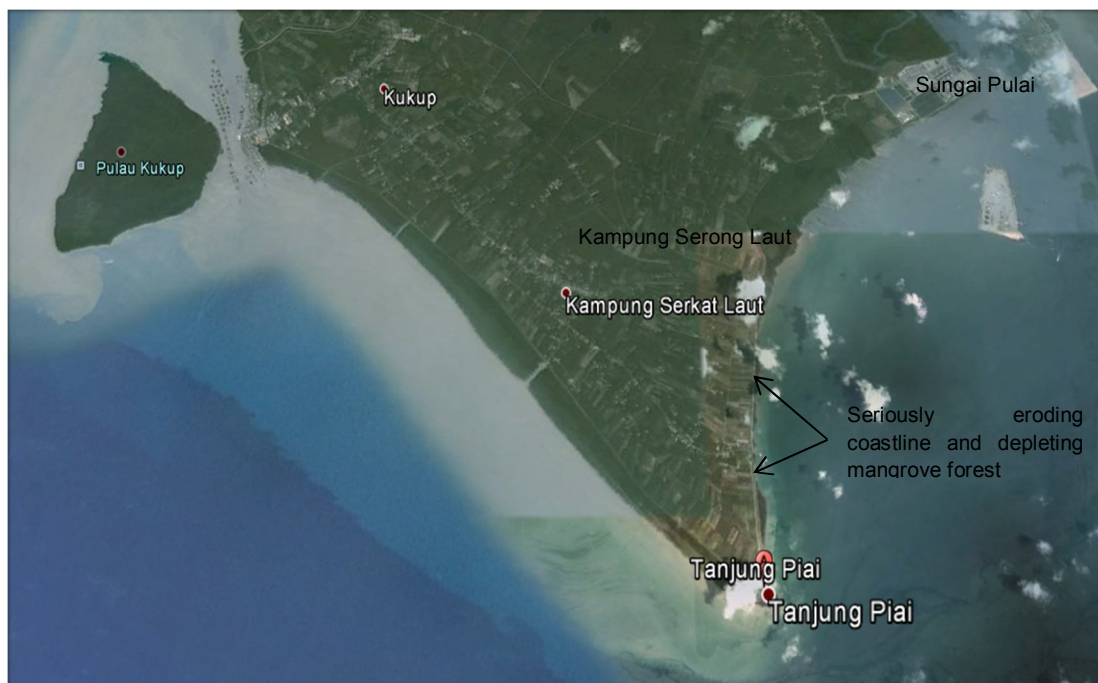 Sungai Pulai
Kukup
Pulau Kukup
Kampung Serong Laut
Kampung Serkat Laut
Seriously eroding
coastline and depleting
mangrove forest
Tanjung Piai
Tanjung Piai